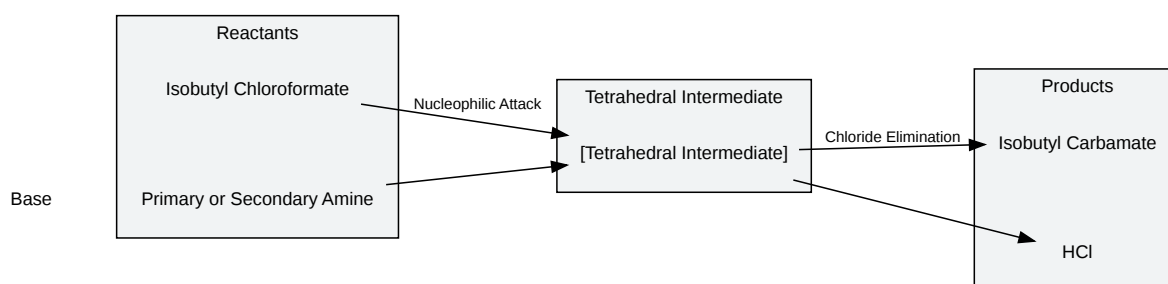 Reactants
Isobutyl Chloroformate
Primary or Secondary Amine
Base
Nucleophilic Attack
Tetrahedral Intermediate
[Tetrahedral Intermediate]
Chloride Elimination
Products
Isobutyl Carbamate
HCl